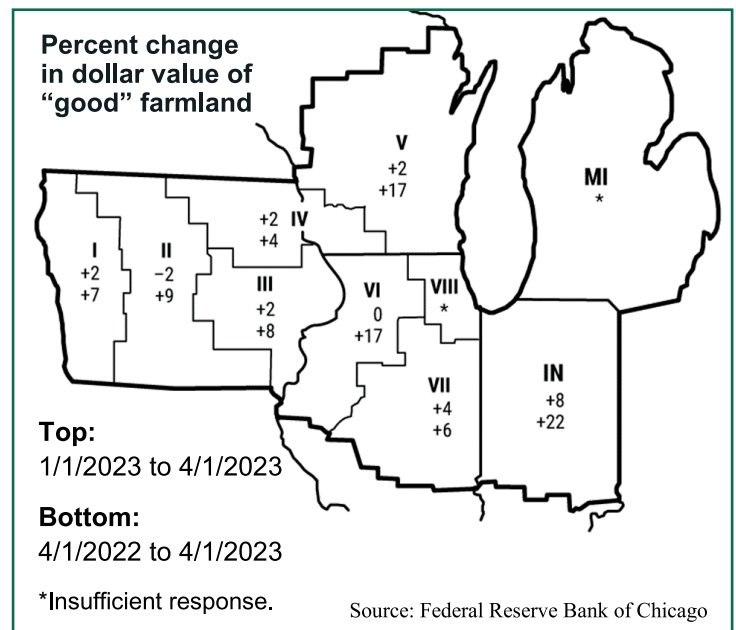 Percent change
in dollar value of
“good” farmland
V
+2
+17
MI
*
I
+2
+7
II
−2
+9
IV
+2
+4
III
+2
+8
VI
0
+17
VIII
*
VII
+4
+6
IN
+8
+22
Top:
1/1/2023 to 4/1/2023
Bottom:
4/1/2022 to 4/1/2023
*Insufficient response.
Source: Federal Reserve Bank of Chicago